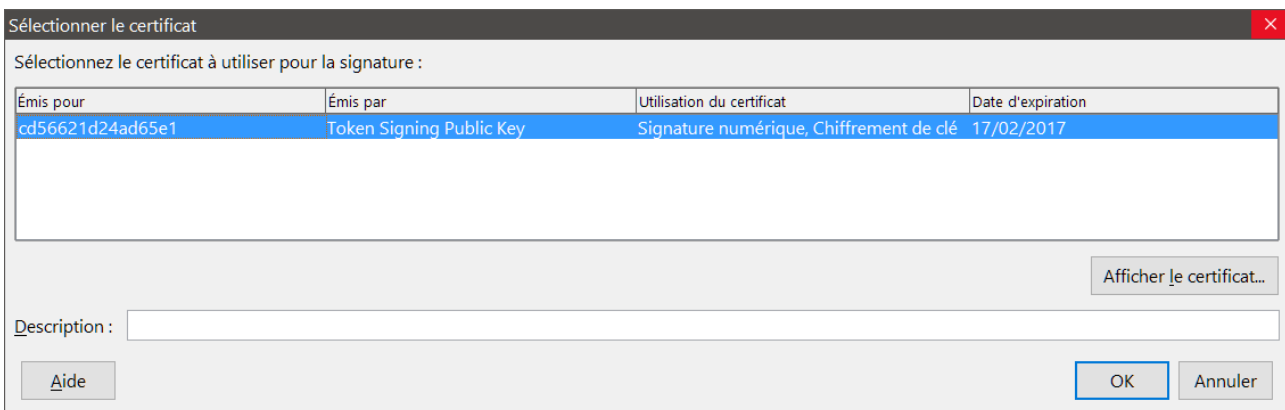 Sélectionner le certificat
Sélectionnez le certificat à utiliser pour la signature :
Émis pour Émis par Utilisation du certificat Date d'expiration
cd56621d24ad65e1 Token Signing Public Key Signature numérique, Chiffrement de clé 17/02/2017
Afficher le certificat...
Description :
Aide OK Annuler